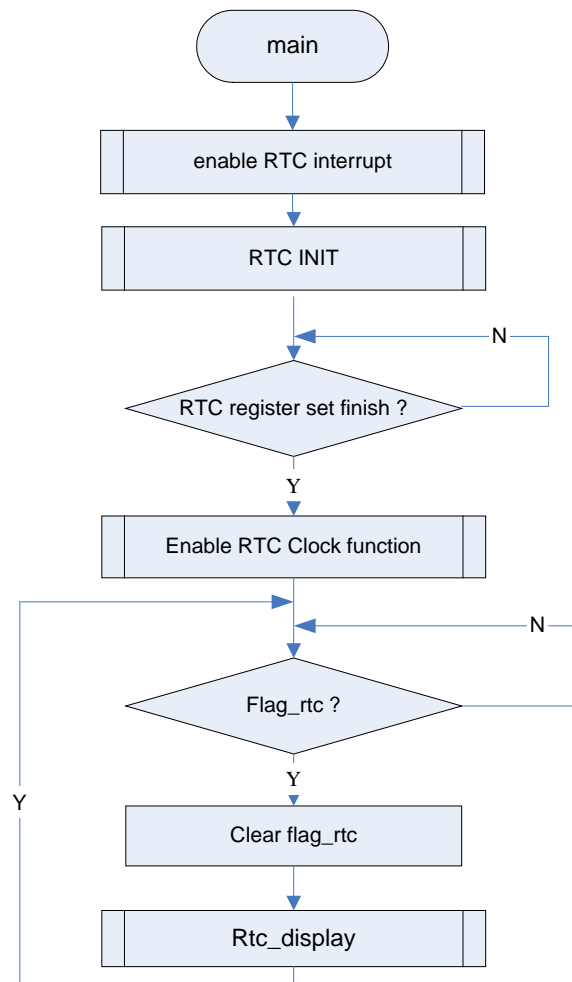 main
enable RTC interrupt
RTC INIT
N
RTC register set finish ?
Y
Enable RTC Clock function
N
Flag_rtc ?
Y
Y
Clear flag_rtc
Rtc_display